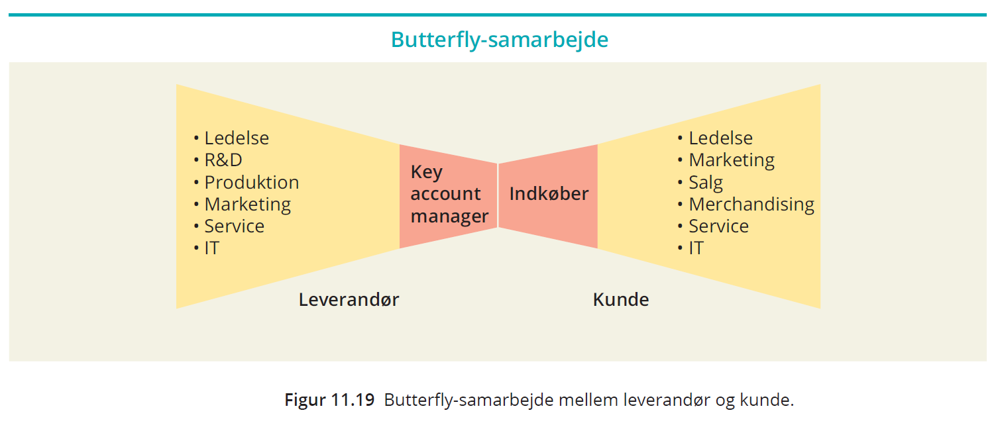 Butterfly-samarbejde
• Ledelse
• R&D
• Produktion
• Marketing
• Service
• IT
Key
account
manager
Indkøber
• Ledelse
• Marketing
• Salg
• Merchandising
• Service
• IT
Leverandør
Kunde
Figur 11.19 Butterfly-samarbejde mellem leverandør og kunde.